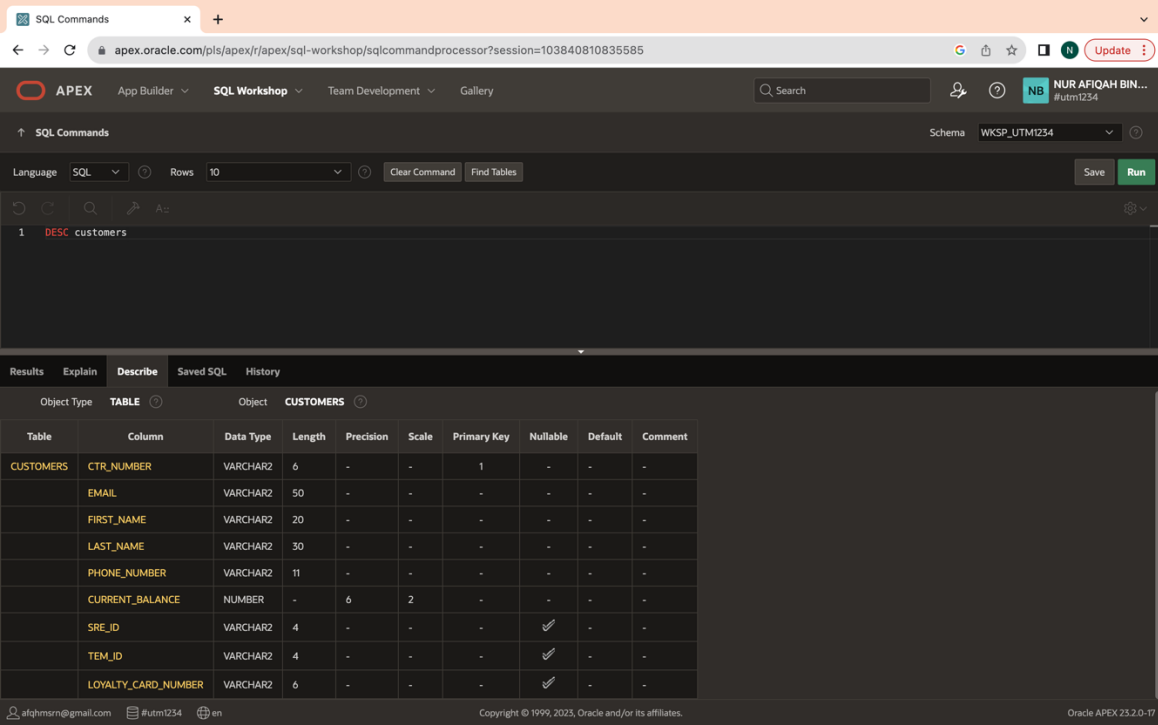 SQL Commands
apex.oracle.com/pls/apex/r/apex/sql-workshop/sqlcommandprocessor?session=103840810835585
N
Update
APEX
App Builder
SQL Workshop
Team Development
Gallery
Search
NB
NUR AFIQAH BIN...
#utm1234
SQL Commands
Schema
WKSP_UTM1234
Language
SQL
Rows
10
Clear Command
Find Tables
Save
Run
1 DESC customers
Results Explain Describe Saved SQL History
Object Type TABLE Object CUSTOMERS
Table Column Data Type Length Precision Scale Primary Key Nullable Default Comment
CUSTOMERS CTR_NUMBER VARCHAR2 6 - - 1 - - -
EMAIL VARCHAR2 50 - - - - - -
FIRST_NAME VARCHAR2 20 - - - - - -
LAST_NAME VARCHAR2 30 - - - - - -
PHONE_NUMBER VARCHAR2 11 - - - - - -
CURRENT_BALANCE NUMBER - 6 2 - - - -
SRE_ID VARCHAR2 4 - - - ✓ - -
TEM_ID VARCHAR2 4 - - - ✓ - -
LOYALTY_CARD_NUMBER VARCHAR2 6 - - - ✓ - -
afqhmsrn@gmail.com #utm1234 en
Copyright © 1999, 2023, Oracle and/or its affiliates.
Oracle APEX 23.2.0-17